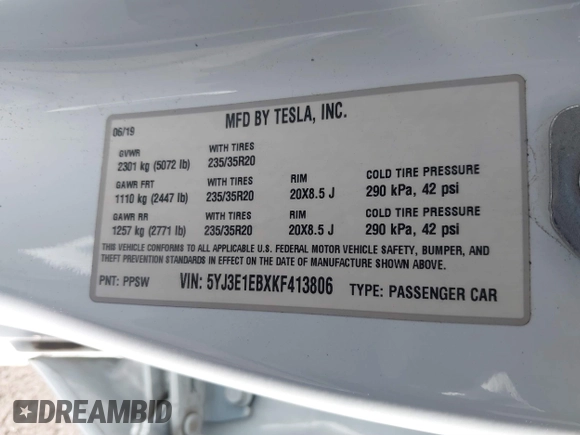 MFD BY TESLA, INC.
06/19
GVWR WITH TIRES
2301 kg (5072 lb) 235/35R20
GAWR FRT WITH TIRES RIM COLD TIRE PRESSURE
1110 kg (2447 lb) 235/35R20 20X8.5 J 290 kPa, 42 psi
GAWR RR WITH TIRES RIM COLD TIRE PRESSURE
1257 kg (2771 lb) 235/35R20 20X8.5 J 290 kPa, 42 psi
THIS VEHICLE CONFORMS TO ALL APPLICABLE U.S. FEDERAL MOTOR VEHICLE SAFETY, BUMPER, AND
THEFT PREVENTION STANDARDS IN EFFECT ON THE DATE OF MANUFACTURE SHOWN ABOVE.
PNT: PPSW VIN: 5YJ3E1EBXKF413806 TYPE: PASSENGER CAR
DREAMBID